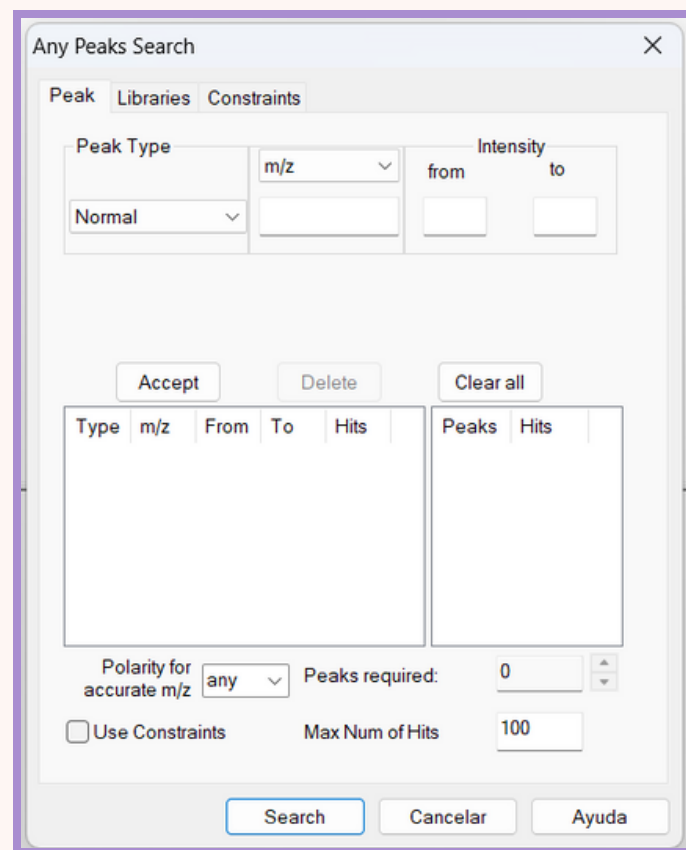 Any Peaks Search
Peak Libraries Constraints
Peak Type
m/z
Intensity
from to
Normal
Accept Delete Clear all
Type m/z From To Hits
Peaks Hits
Polarity for
accurate m/z
any
Peaks required: 0
Use Constraints
Max Num of Hits 100
Search Cancelar Ayuda